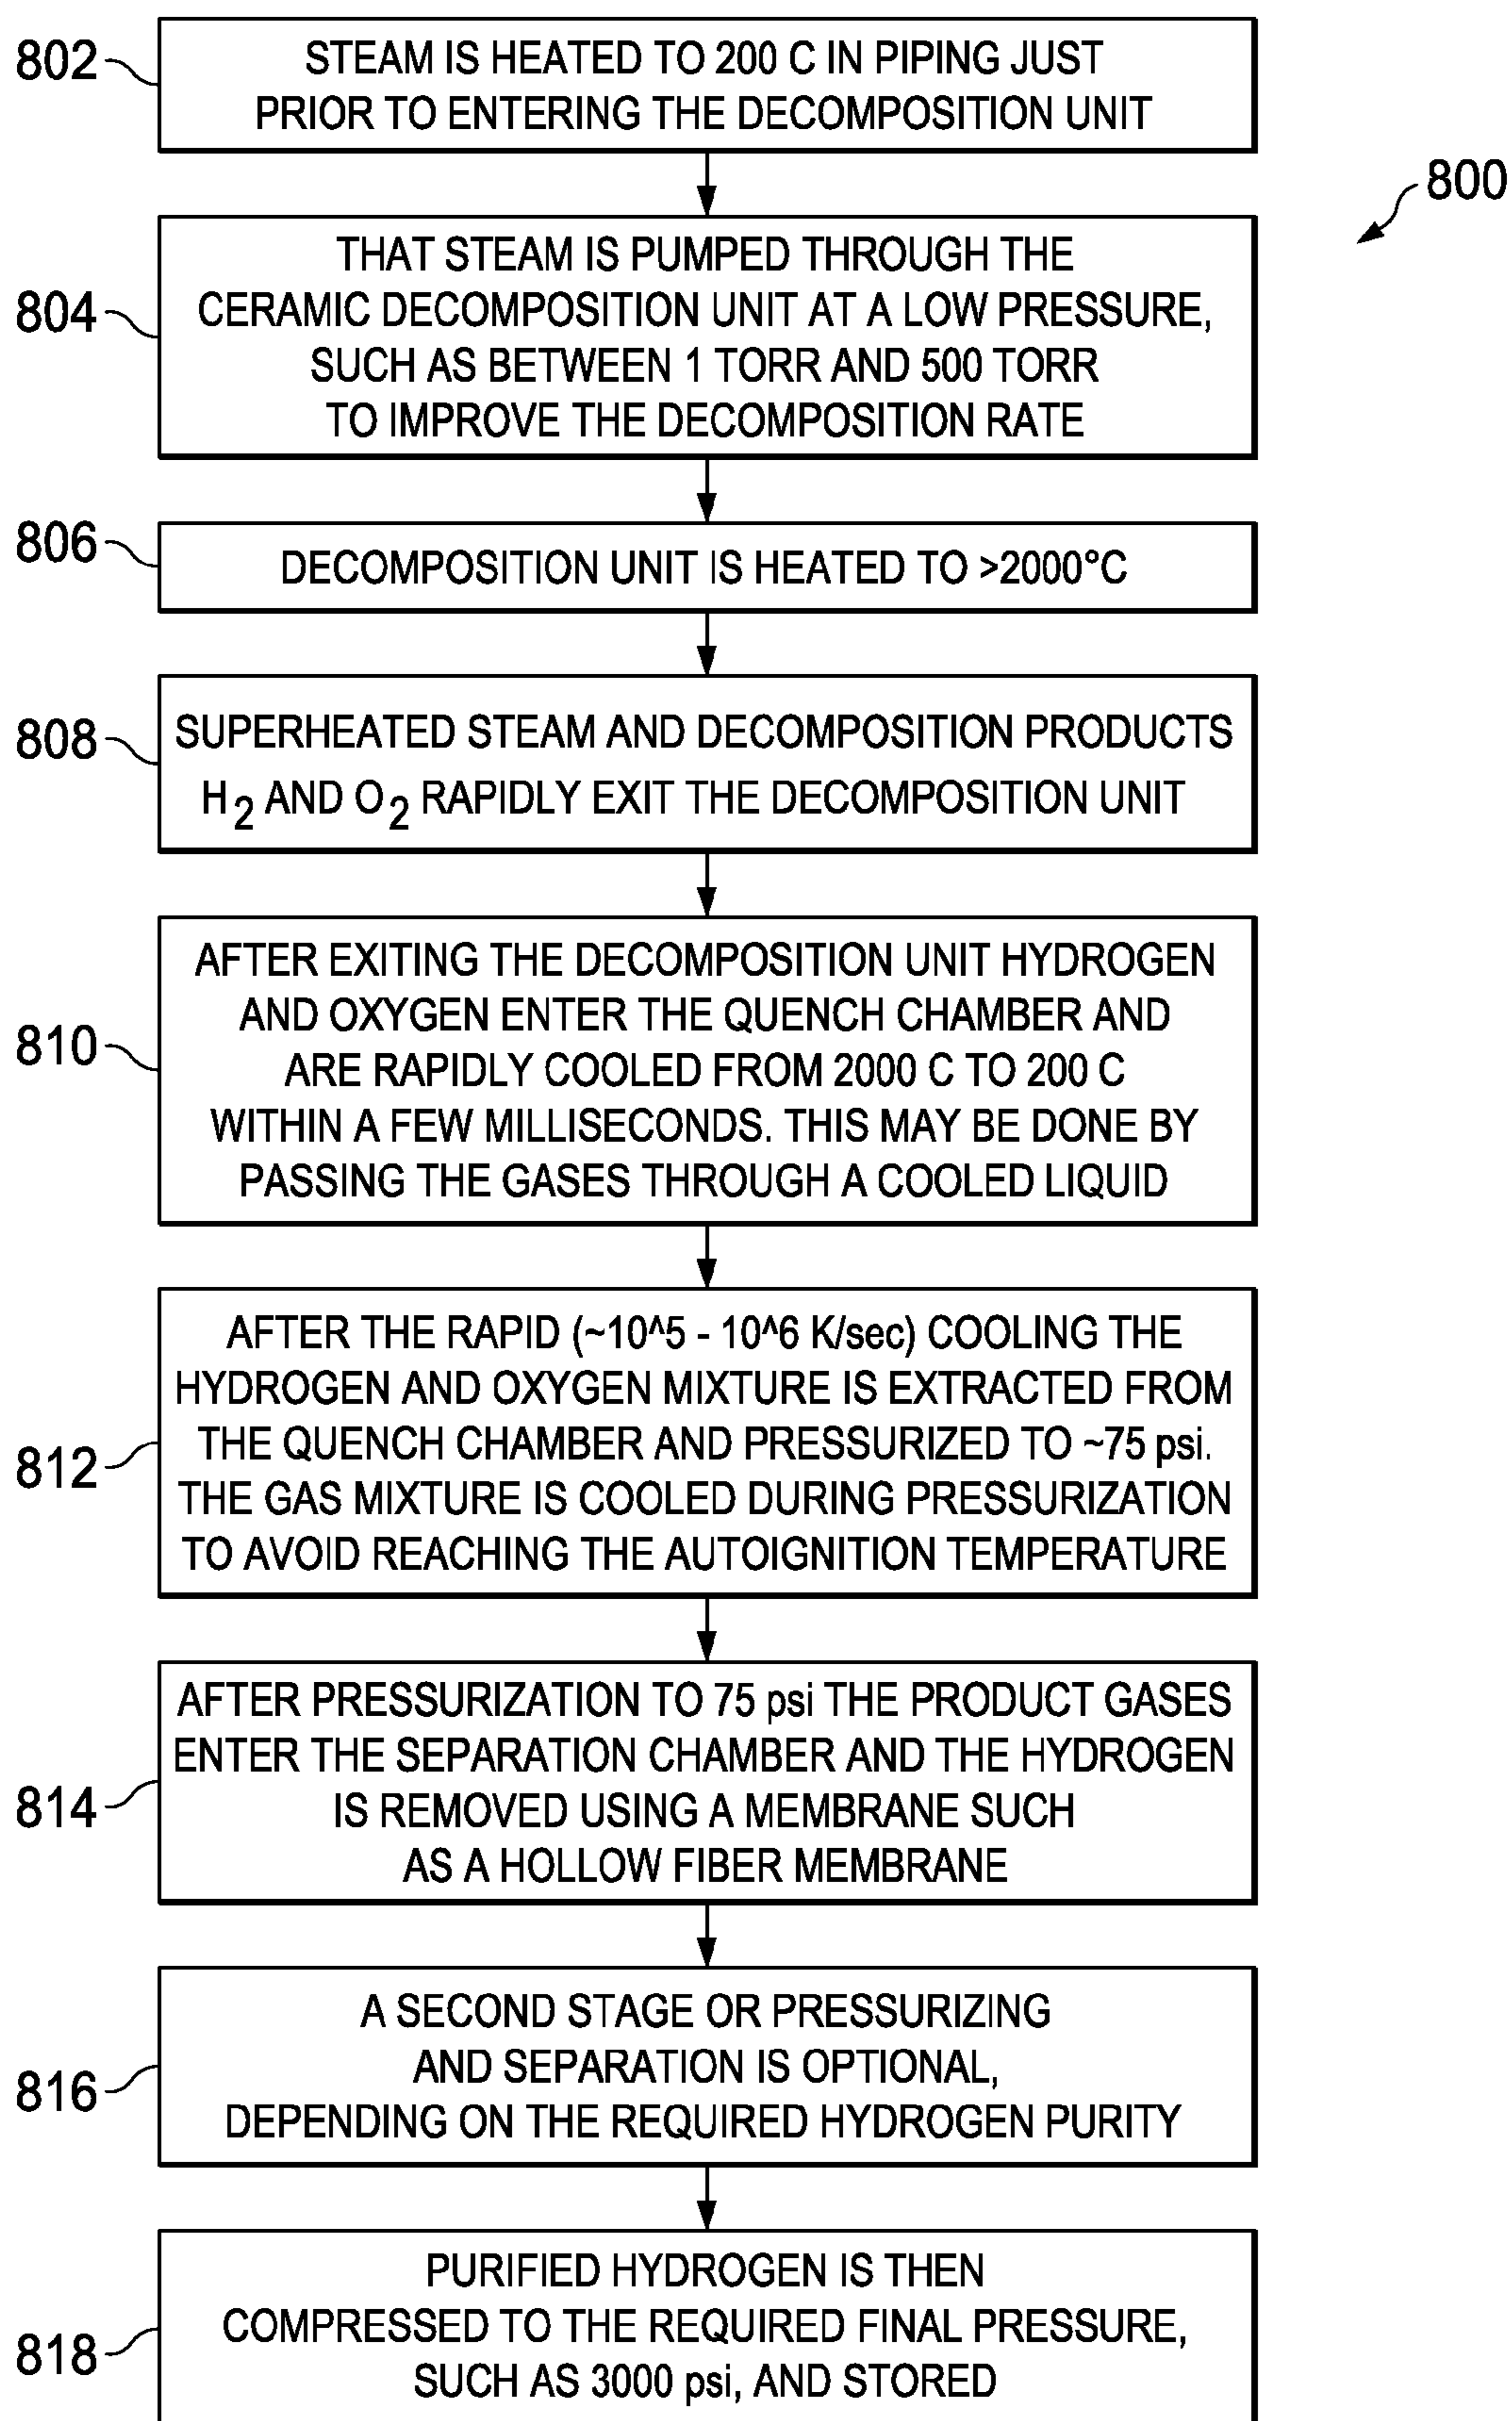 802
STEAM IS HEATED TO 200 C IN PIPING JUST
PRIOR TO ENTERING THE DECOMPOSITION UNIT
800
804
THAT STEAM IS PUMPED THROUGH THE
CERAMIC DECOMPOSITION UNIT AT A LOW PRESSURE,
SUCH AS BETWEEN 1 TORR AND 500 TORR
TO IMPROVE THE DECOMPOSITION RATE
806
DECOMPOSITION UNIT IS HEATED TO >2000°C
808
SUPERHEATED STEAM AND DECOMPOSITION PRODUCTS
H2 AND O2 RAPIDLY EXIT THE DECOMPOSITION UNIT
810
AFTER EXITING THE DECOMPOSITION UNIT HYDROGEN
AND OXYGEN ENTER THE QUENCH CHAMBER AND
ARE RAPIDLY COOLED FROM 2000 C TO 200 C
WITHIN A FEW MILLISECONDS. THIS MAY BE DONE BY
PASSING THE GASES THROUGH A COOLED LIQUID
812
AFTER THE RAPID (~10^5 - 10^6 K/sec) COOLING THE
HYDROGEN AND OXYGEN MIXTURE IS EXTRACTED FROM
THE QUENCH CHAMBER AND PRESSURIZED TO ~75 psi.
THE GAS MIXTURE IS COOLED DURING PRESSURIZATION
TO AVOID REACHING THE AUTOIGNITION TEMPERATURE
814
AFTER PRESSURIZATION TO 75 psi THE PRODUCT GASES
ENTER THE SEPARATION CHAMBER AND THE HYDROGEN
IS REMOVED USING A MEMBRANE SUCH
AS A HOLLOW FIBER MEMBRANE
816
A SECOND STAGE OR PRESSURIZING
AND SEPARATION IS OPTIONAL,
DEPENDING ON THE REQUIRED HYDROGEN PURITY
818
PURIFIED HYDROGEN IS THEN
COMPRESSED TO THE REQUIRED FINAL PRESSURE,
SUCH AS 3000 psi, AND STORED